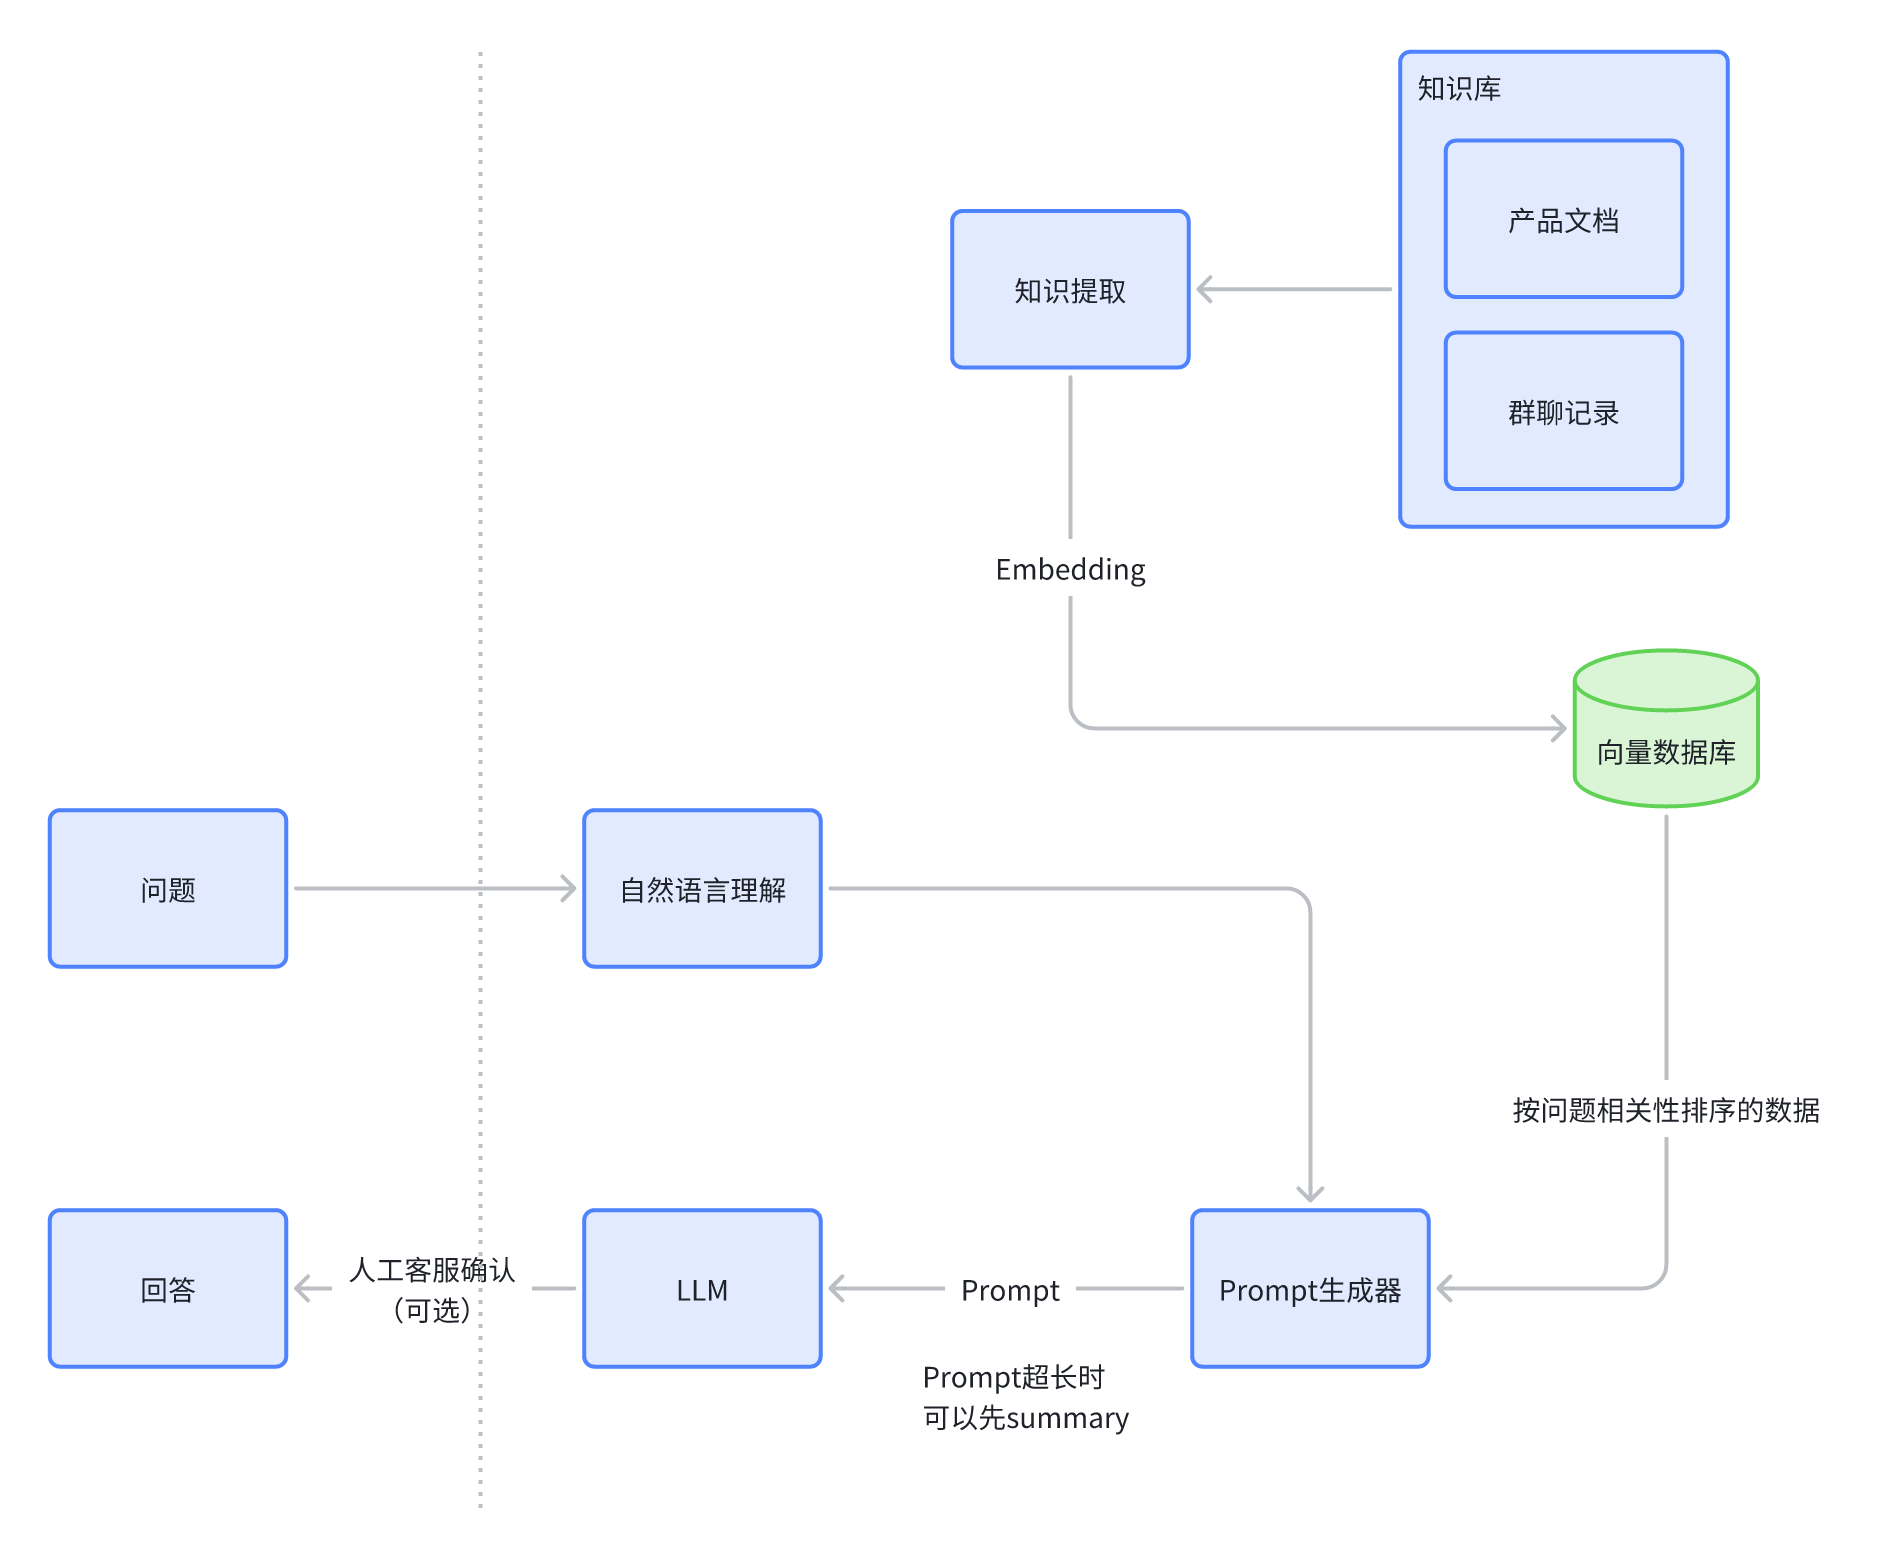 知识库
产品文档
知识提取
群聊记录
Embedding
向量数据库
问题
自然语言理解
按问题相关性排序的数据
回答
人工客服确认
（可选）
LLM
Prompt
Prompt生成器
Prompt超长时
可以先summary